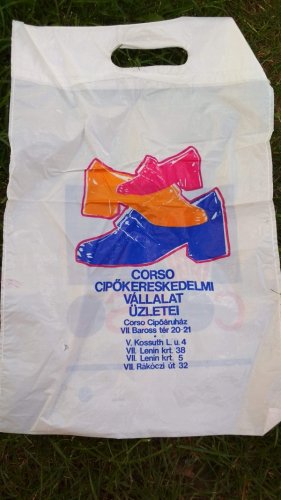 CORSO
CIPŐKERESKEDELMI
VÁLLALAT
ÜZLETEI
Corso Cipőáruház
VII. Baross tér 20-21
V. Kossuth L. u. 4
VII. Lenin krt. 38
VII. Lenin krt. 5
VII. Rákóczi út 32